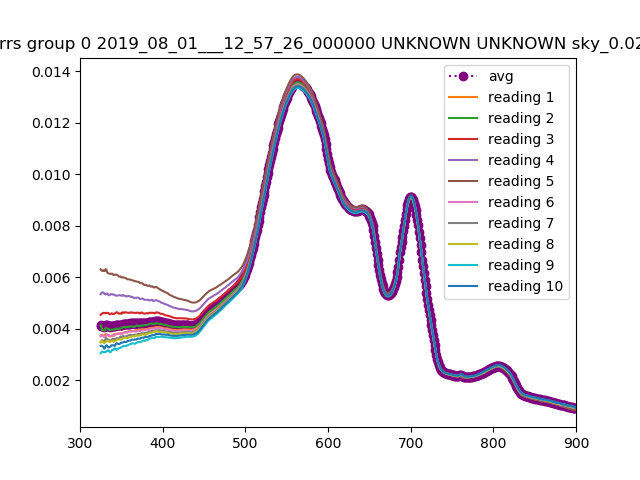 rrs group 0 2019_08_01___12_57_26_000000 UNKNOWN UNKNOWN sky_0.02
0.014
0.012
0.010
0.008
0.006
0.004
0.002
300 400 500 600 700 800 900
avg
reading 1
reading 2
reading 3
reading 4
reading 5
reading 6
reading 7
reading 8
reading 9
reading 10